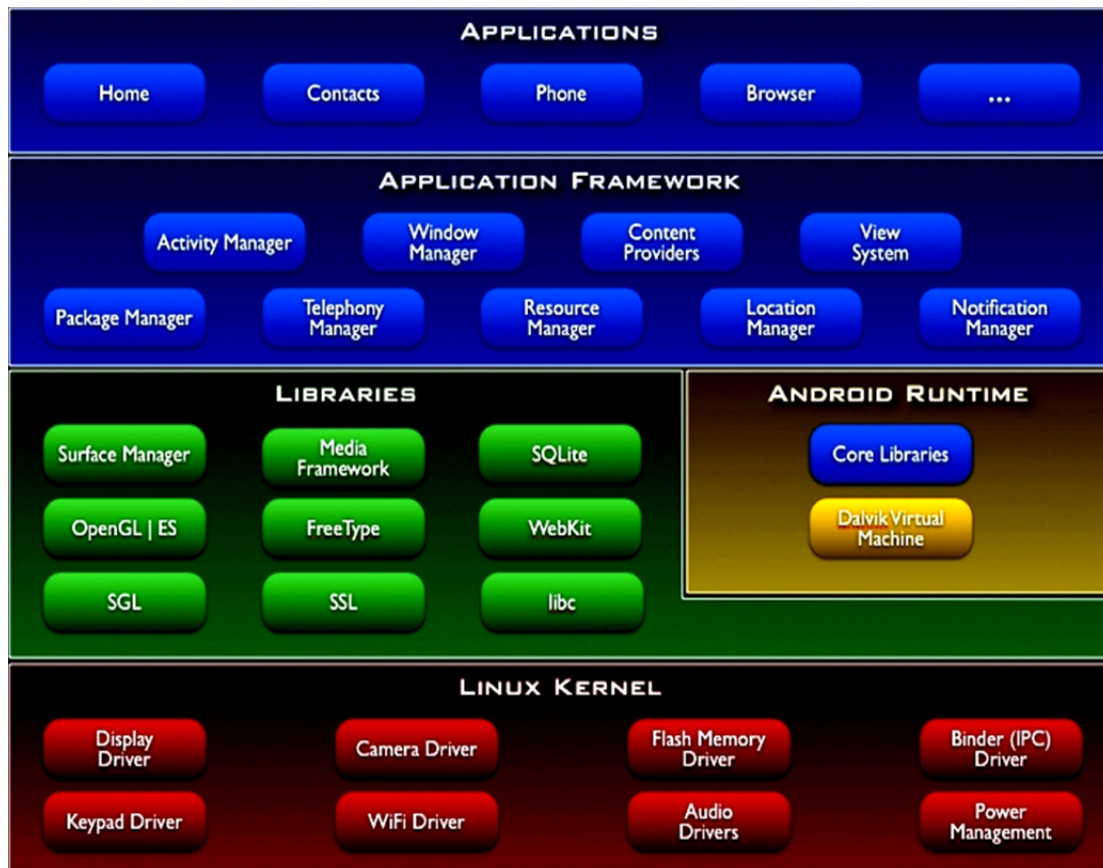 APPLICATIONS
Home
Contacts
Phone
Browser
...
APPLICATION FRAMEWORK
Activity Manager
Window
Manager
Content
Providers
View
System
Package Manager
Telephony
Manager
Resource
Manager
Location
Manager
Notification
Manager
LIBRARIES
Surface Manager
Media
Framework
SQLite
OpenGL | ES
FreeType
WebKit
SGL
SSL
libc
ANDROID RUNTIME
Core Libraries
Dalvik Virtual
Machine
LINUX KERNEL
Display
Driver
Camera Driver
Flash Memory
Driver
Binder (IPC)
Driver
Keypad Driver
WiFi Driver
Audio
Drivers
Power
Management